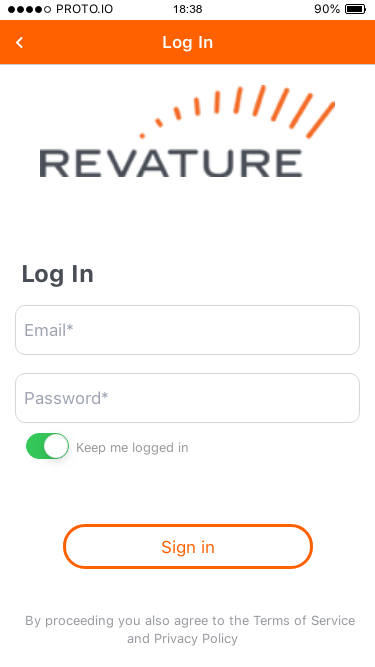 PROTO.IO 18:38 90%
Log In
REVATURE
Log In
Email*
Password*
Keep me logged in
Sign in
By proceeding you also agree to the Terms of Service
and Privacy Policy